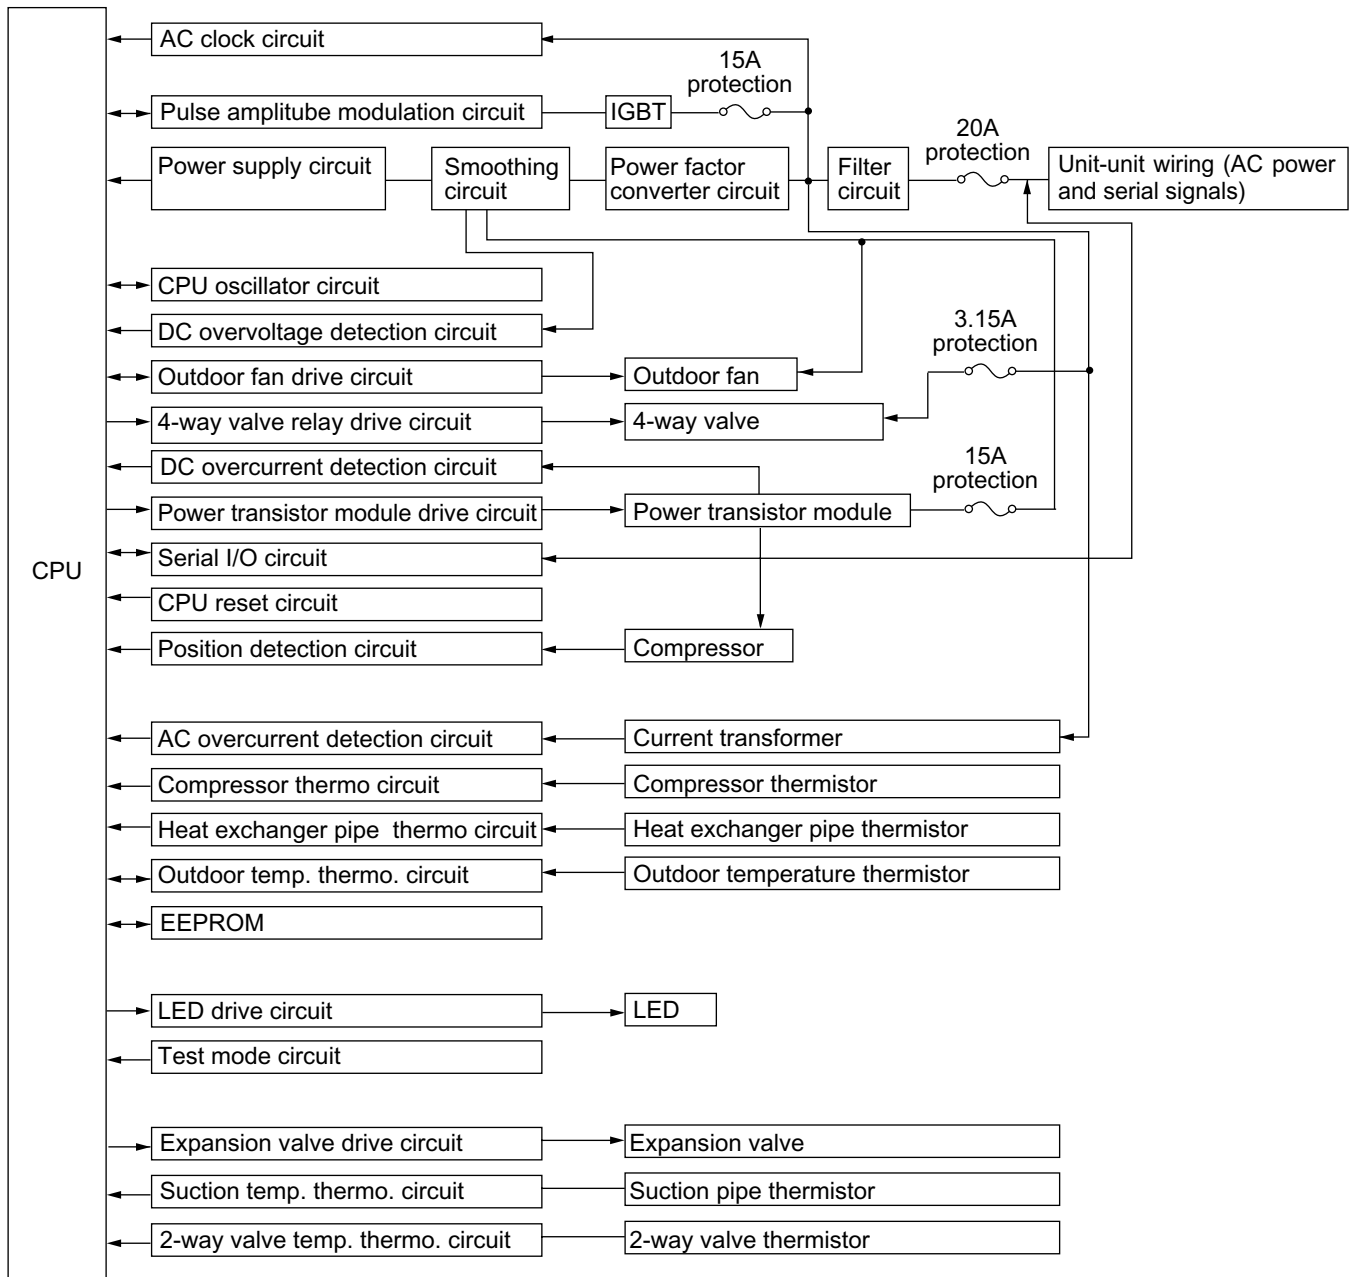 AC clock circuit
15A
protection
Pulse amplitube modulation circuit
IGBT
20A
protection
Power supply circuit
Smoothing
circuit
Power factor
converter circuit
Filter
circuit
Unit-unit wiring (AC power
and serial signals)
CPU oscillator circuit
DC overvoltage detection circuit
3.15A
protection
Outdoor fan drive circuit
Outdoor fan
4-way valve relay drive circuit
4-way valve
DC overcurrent detection circuit
15A
protection
Power transistor module drive circuit
Power transistor module
Serial I/O circuit
CPU
CPU reset circuit
Position detection circuit
Compressor
AC overcurrent detection circuit
Current transformer
Compressor thermo circuit
Compressor thermistor
Heat exchanger pipe  thermo circuit
Heat exchanger pipe thermistor
Outdoor temp. thermo. circuit
Outdoor temperature thermistor
EEPROM
LED drive circuit
LED
Test mode circuit
Expansion valve drive circuit
Expansion valve
Suction temp. thermo. circuit
Suction pipe thermistor
2-way valve temp. thermo. circuit
2-way valve thermistor